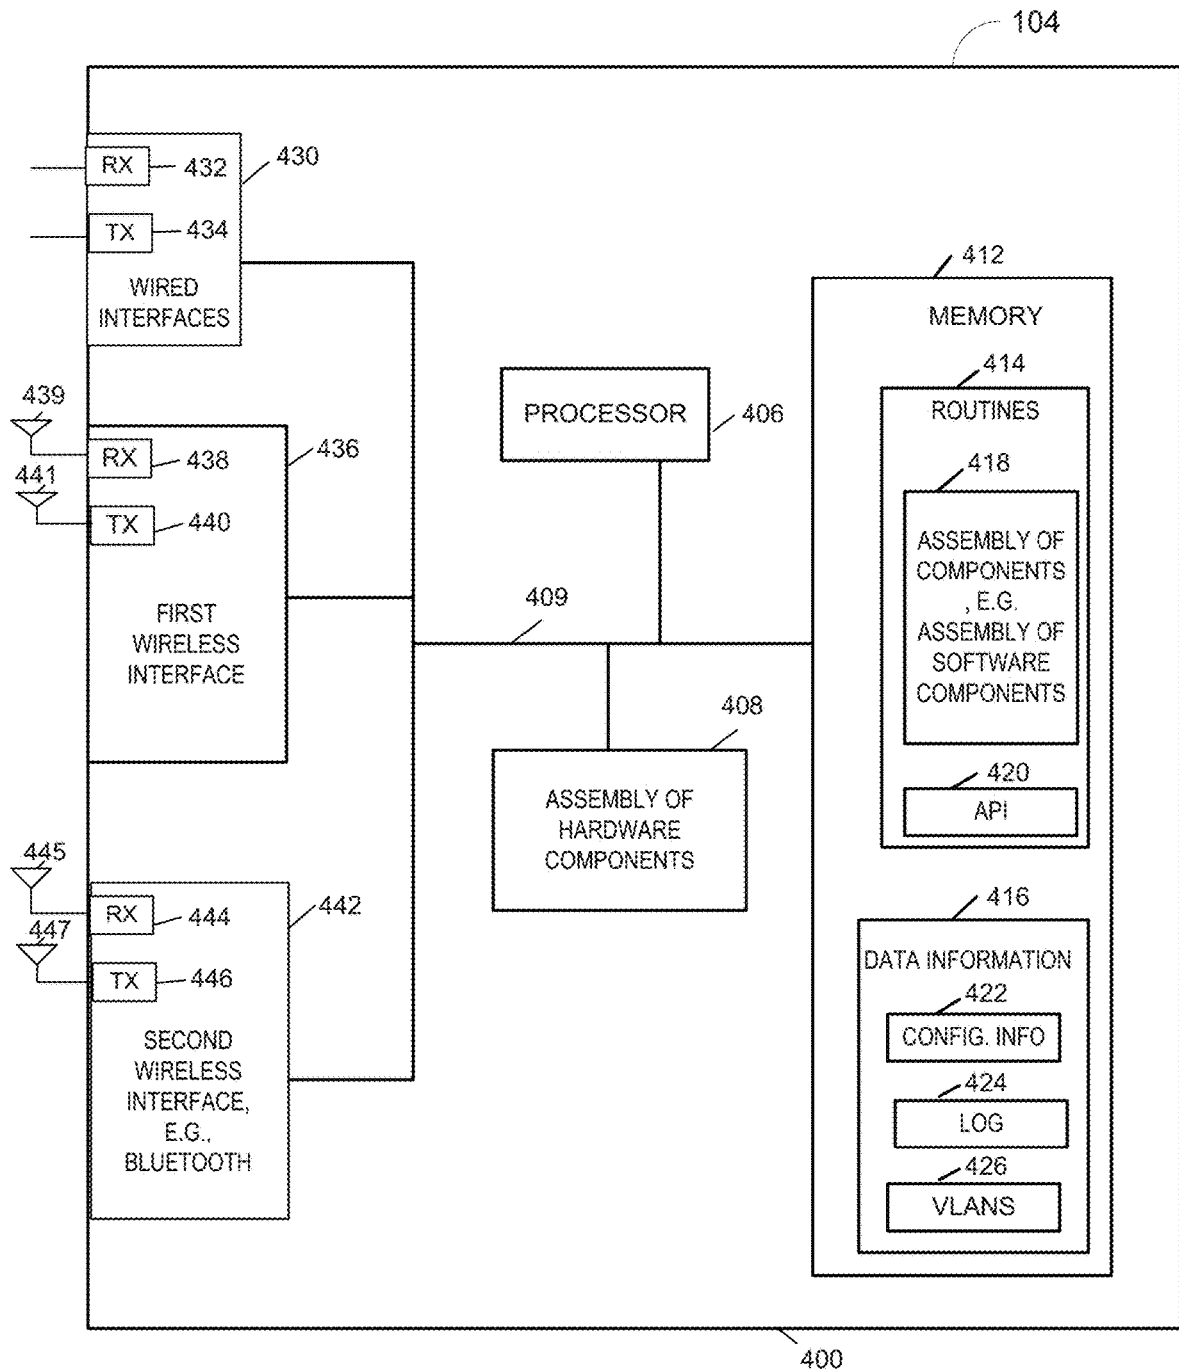 104
RX
432
430
TX
434
WIRED
INTERFACES
439
RX
438
436
441
TX
440
FIRST
WIRELESS
INTERFACE
445
RX
444
442
447
TX
446
SECOND
WIRELESS
INTERFACE,
E.G.,
BLUETOOTH
PROCESSOR
406
409
408
ASSEMBLY OF
HARDWARE
COMPONENTS
412
MEMORY
414
ROUTINES
418
ASSEMBLY OF
COMPONENTS
, E.G.
ASSEMBLY OF
SOFTWARE
COMPONENTS
420
API
416
DATA INFORMATION
422
CONFIG. INFO
424
LOG
426
VLANS
400